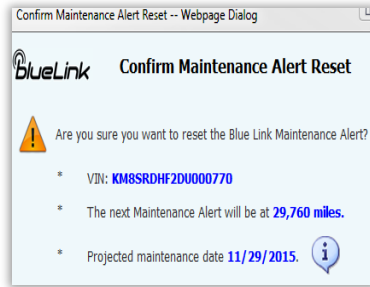 Confirm Maintenance Alert Reset -- Webpage Dialog
blueLink Confirm Maintenance Alert Reset
Are you sure you want to reset the Blue Link Maintenance Alert?
* VIN: KM8SRDHF2DU000770
* The next Maintenance Alert will be at 29,760 miles.
* Projected maintenance date 11/29/2015.